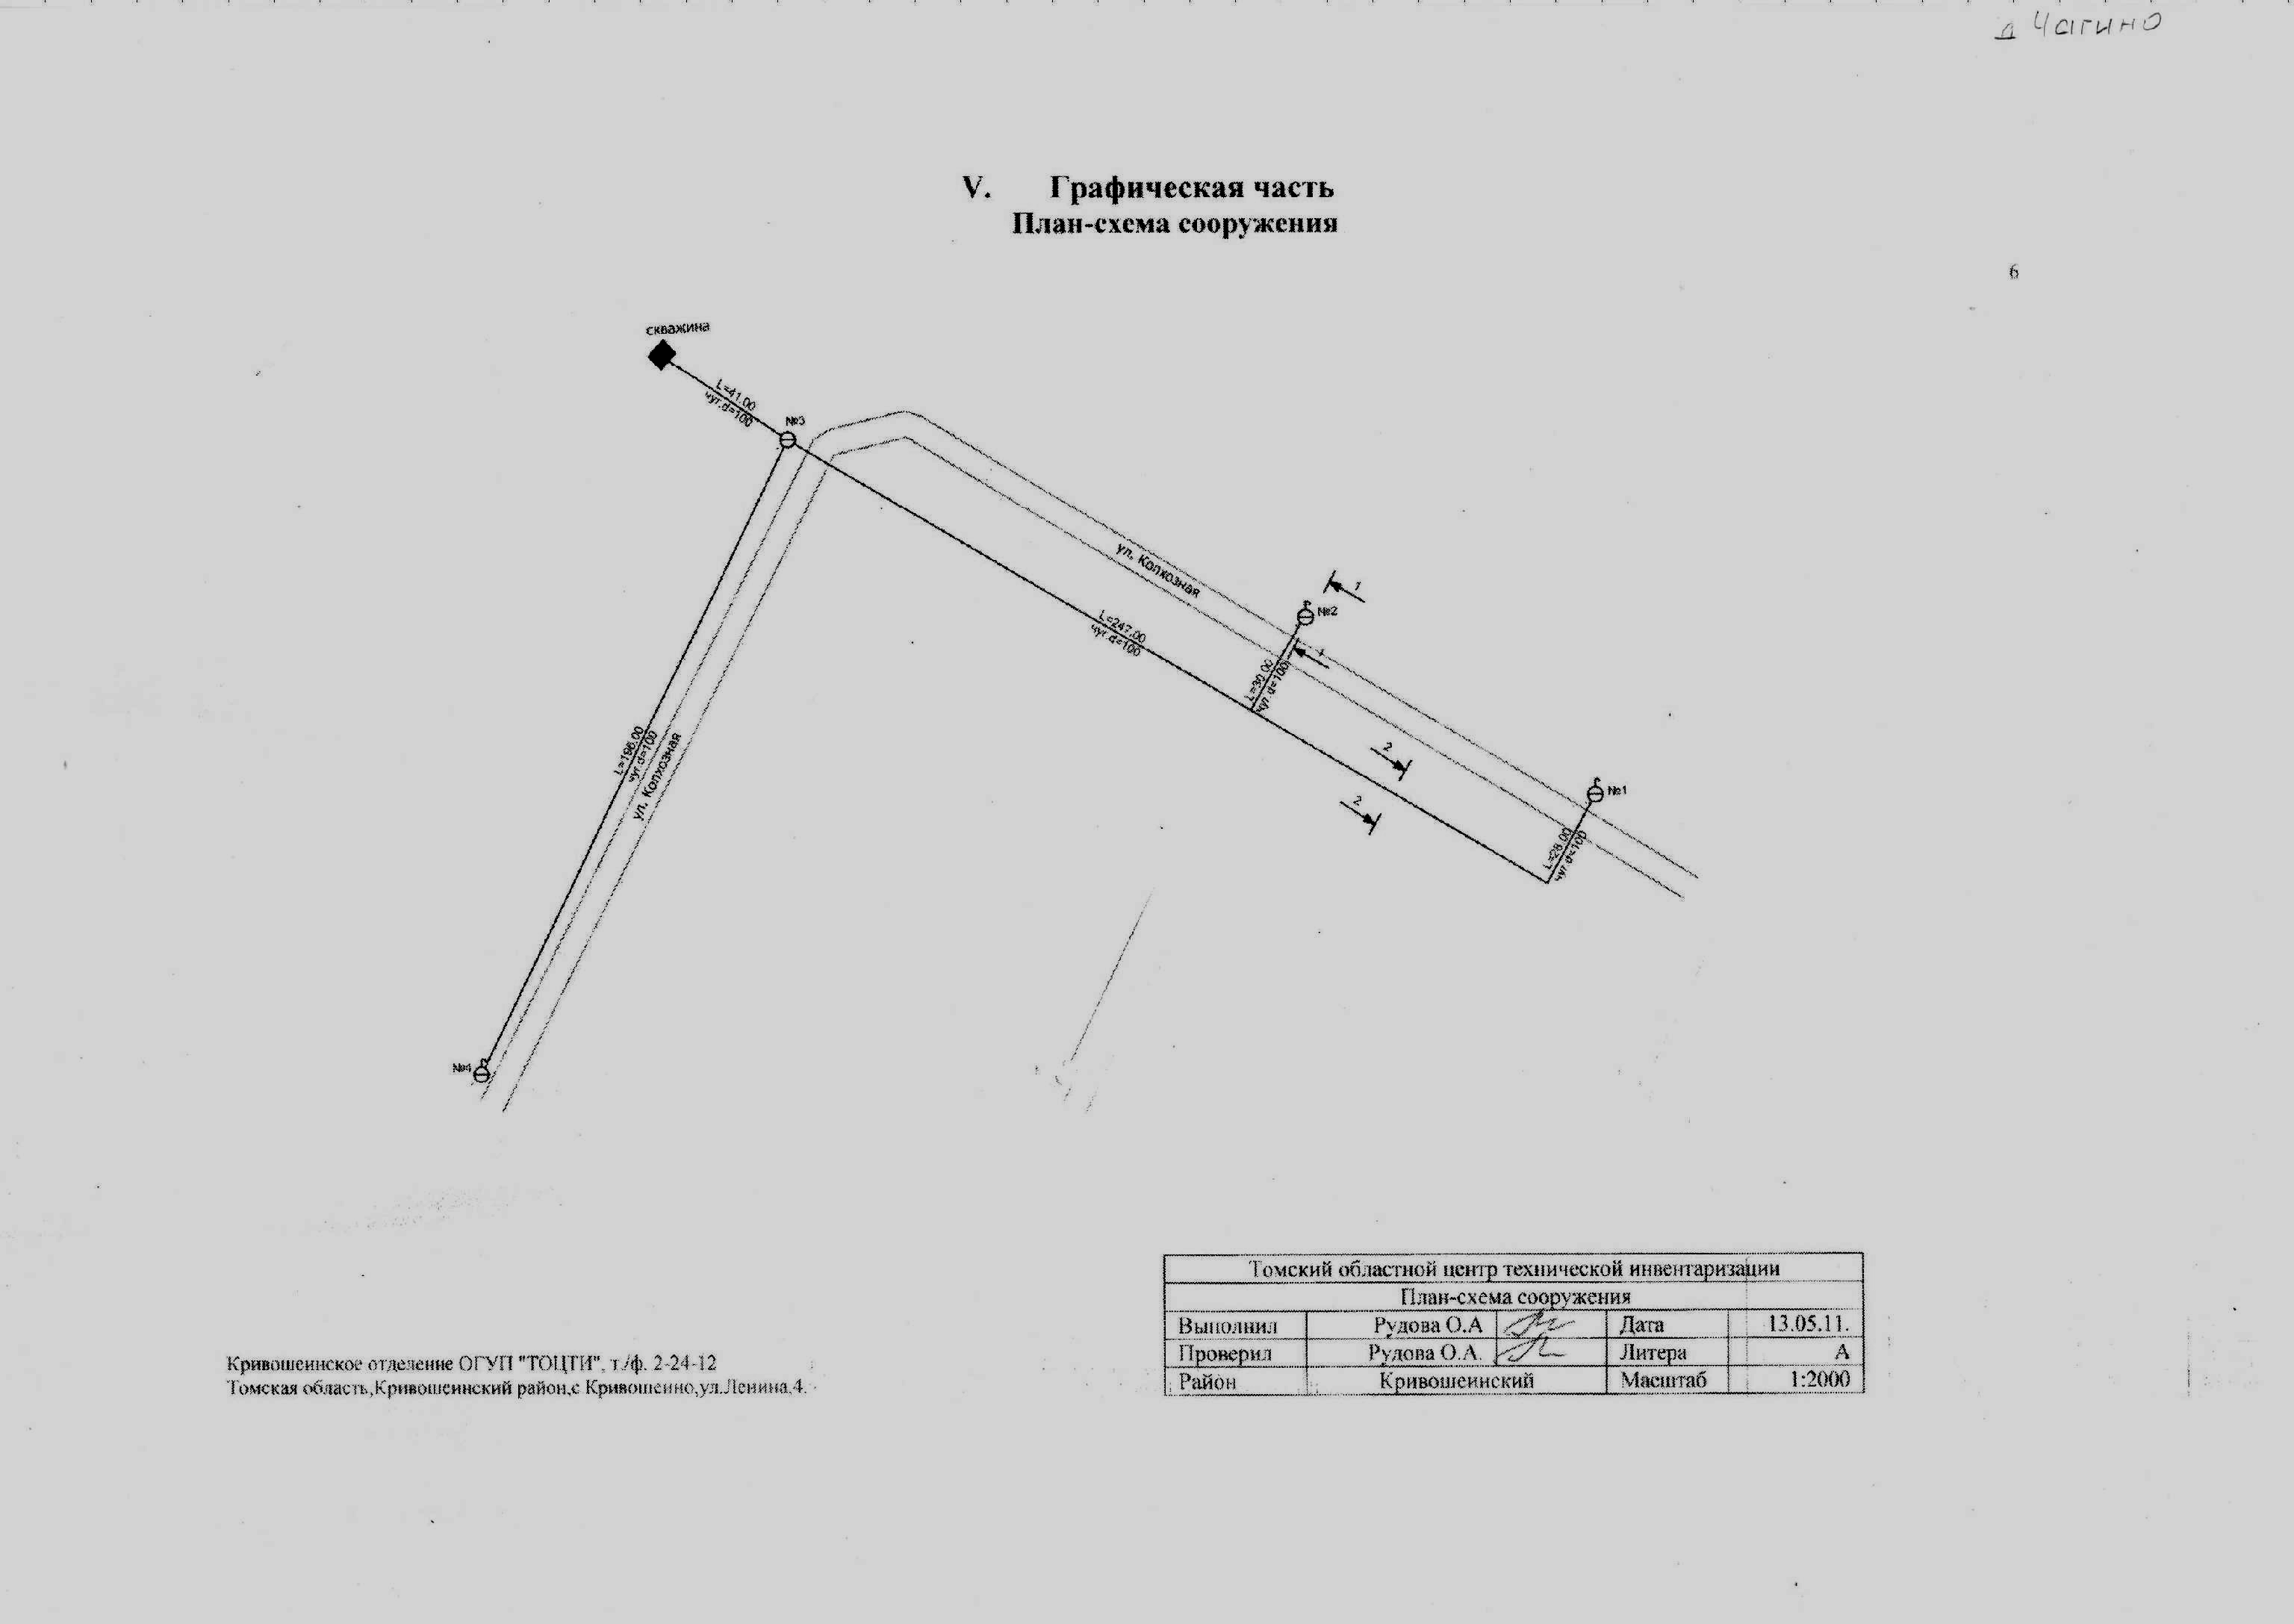 д Чагино
V. Графическая часть
План-схема сооружения
6
скважина
L=41.00
чуг.d=100
№3
ул. Колхозная
1
№2
L=247.00
чуг.d=100
1
L=30.00
чуг.d=100
L=196.00
чуг.d=100
ул. Колхозная
2
2
№1
L=28.00
чуг.d=100
№4
Томский областной центр технической инвентаризации
План-схема сооружения
Выполнил Рудова О.А Дата 13.05.11.
Проверил Рудова О.А. Литера А
Район Кривошеинский Масштаб 1:2000
Кривошеинское отделение ОГУП "ТОЦТИ", т./ф. 2-24-12
Томская область,Кривошеинский район,с Кривошеино,ул.Ленина,4.